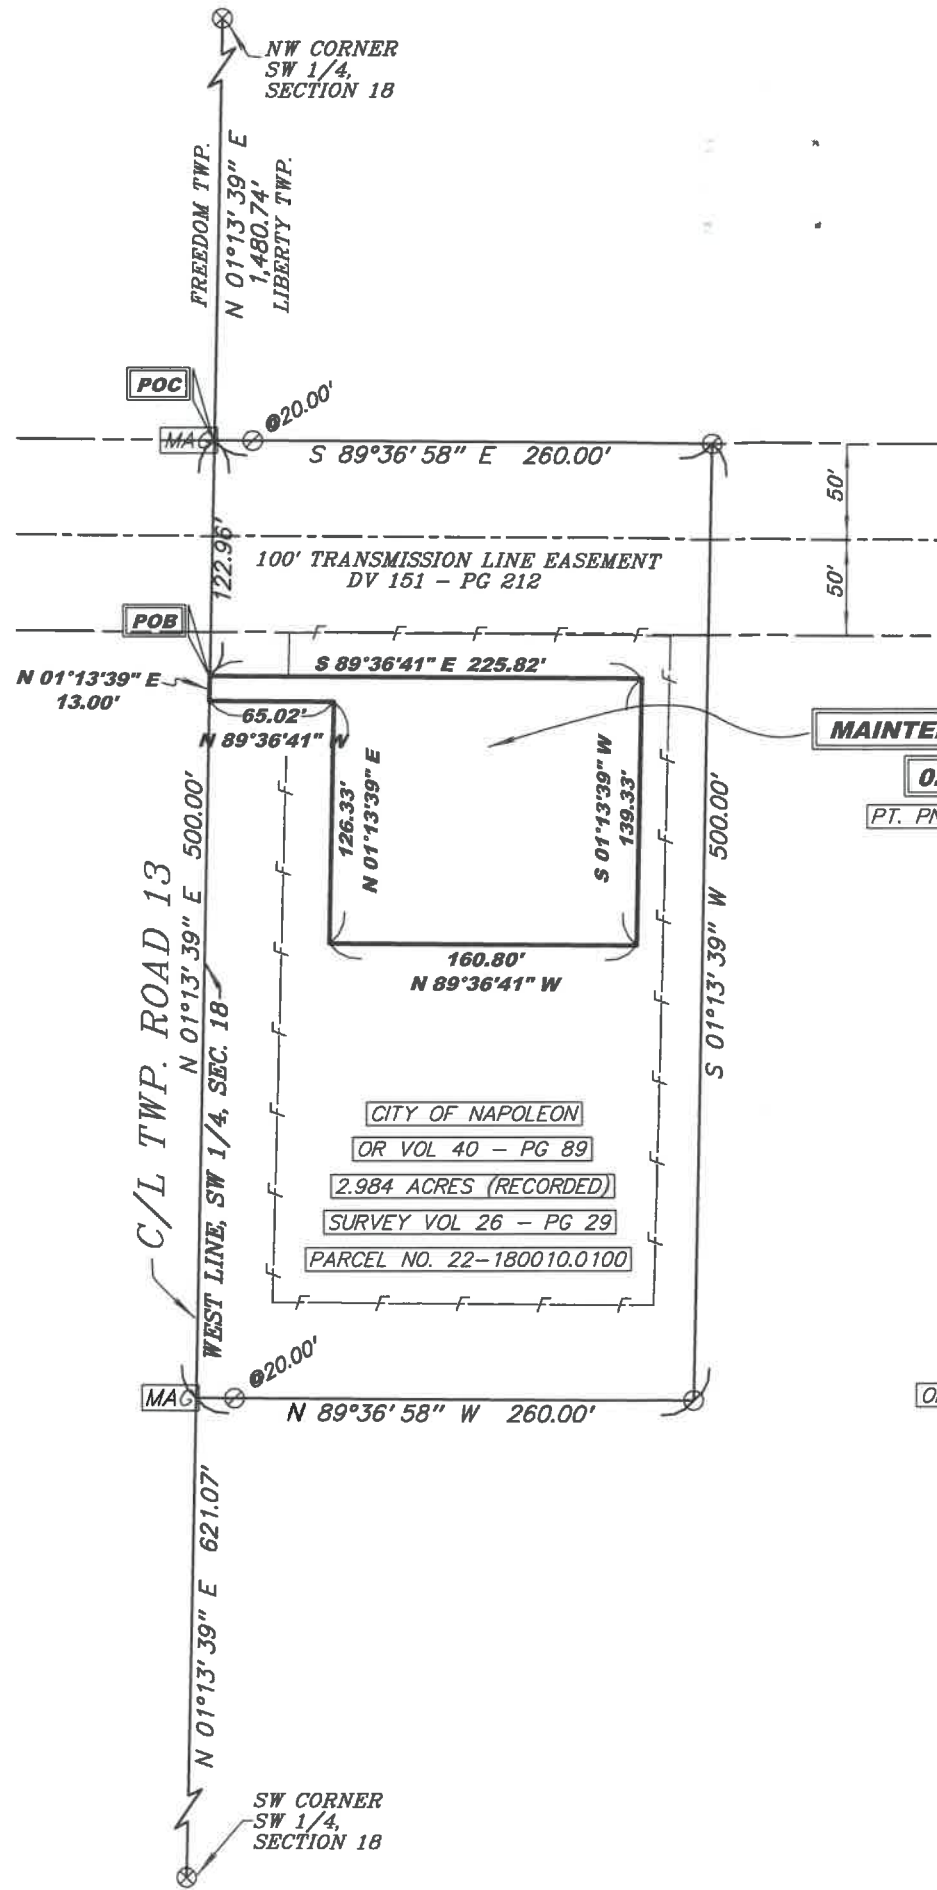 NW CORNER
SW 1/4,
SECTION 18
FREEDOM TWP.
N 01°13'39" E
1,480.74'
LIBERTY TWP.
POC
MAG
@20.00'
S 89°36'58" E 260.00'
122.96'
50'
50'
100' TRANSMISSION LINE EASEMENT
DV 151 - PG 212
POB
F F F F F
S 89°36'41" E 225.82'
N 01°13'39" E
13.00'
65.02'
N 89°36'41" W
126.33'
N 01°13'39" E
S 01°13'39" W
139.33'
160.80'
N 89°36'41" W
PT.
N 01°13'39" E 500.00'
S 01°13'39" W 500.00'
C/L TWP. ROAD 13
WEST LINE, SW 1/4, SEC. 18
CITY OF NAPOLEON
OR VOL 40 - PG 89
2.984 ACRES (RECORDED)
SURVEY VOL 26 - PG 29
PARCEL NO. 22-180010.0100
F F F F F
MAG
@20.00'
N 89°36'58" W 260.00'
N 01°13'39" E 621.07'
SW CORNER
SW 1/4,
SECTION 18